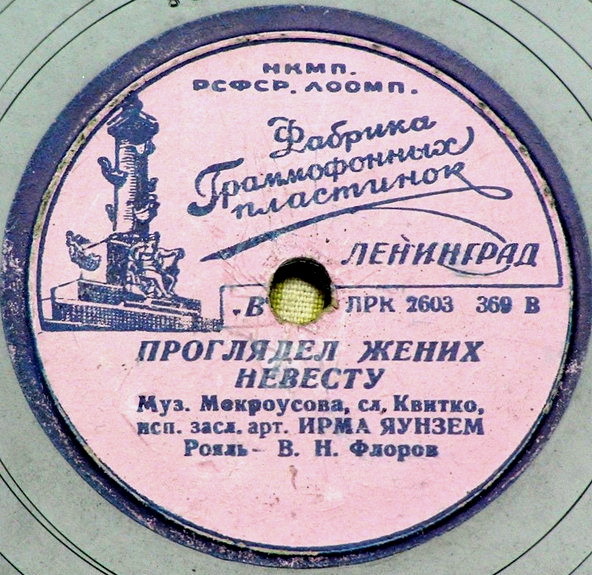 НКМП.
РСФСР. ЛООМП.
Фабрика
Граммофонных
пластинок
ЛЕНИНГРАД
„В" ЛРК 2603 369 В
ПРОГЛЯДЕЛ ЖЕНИХ
НЕВЕСТУ
Муз. Мокроусова, сл. Квитко,
исп. засл. арт. ИРМА ЯУНЗЕМ
Рояль - В. Н. Флоров